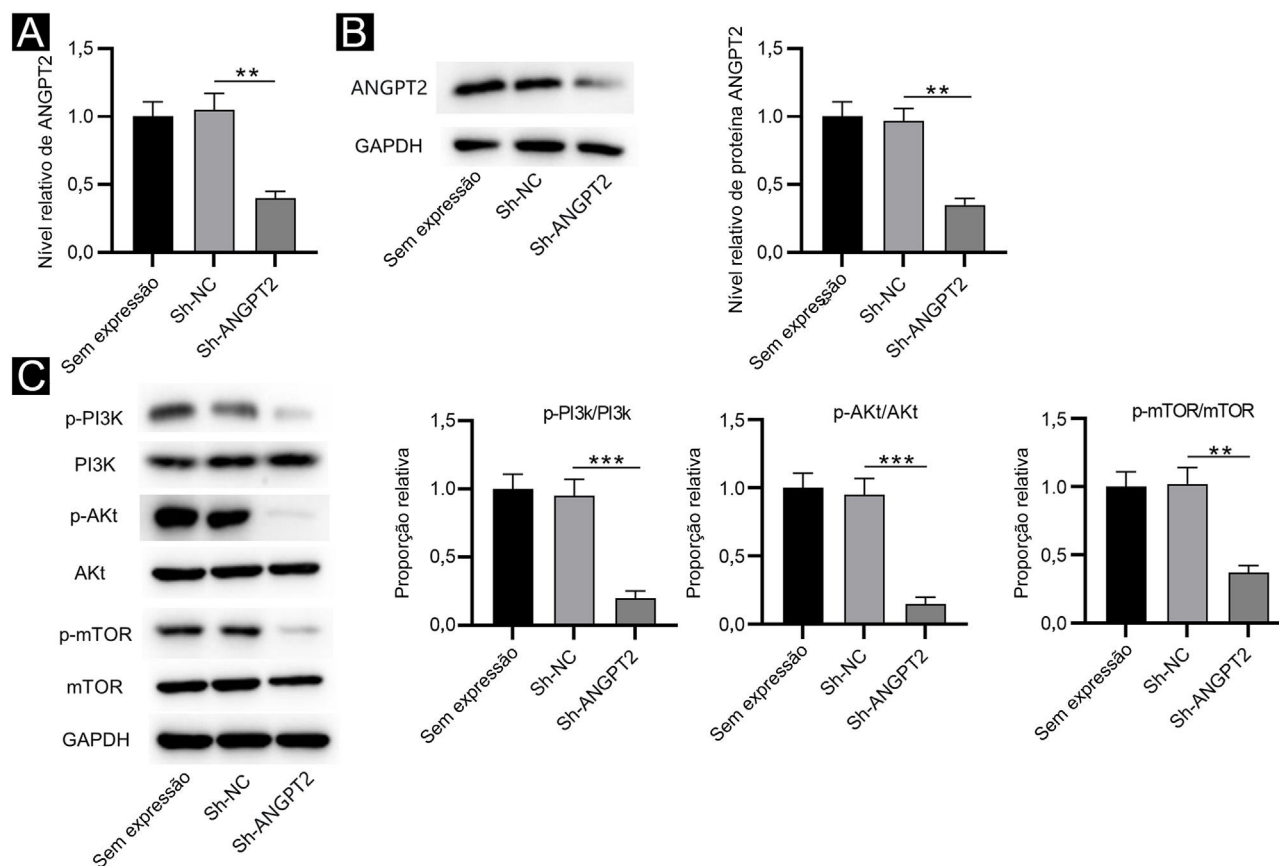 A
Nível relativo de ANGPT2
1,5
1.0
0.5
0,0
**
Sem expressão
Sh-NC
Sh-ANGPT2
B
ANGPT2
GAPDH
Sem expressão
Sh-NC
Sh-ANGPT2
Nível relativo de proteína ANGPT2
1,5
1.0
0,5
0,0
**
Sem expressão
Sh-NC
Sh-ANGPT2
C
p-PI3K
PI3K
p-AKt
AKt
p-mTOR
mTOR
GAPDH
Sem expressão
Sh-NC
Sh-ANGPT2
p-PI3k/PI3k
Proporção relativa
1,5
1.0
0,5
0,0
***
Sem expressão
Sh-NC
Sh-ANGPT2
p-AKt/AKt
Proporção relativa
1,5
1.0
0,5
0,0
***
Sem expressão
Sh-NC
Sh-ANGPT2
p-mTOR/mTOR
Proporção relativa
1,5
1.0
0,5
0,0
**
Sem expressão
Sh-NC
Sh-ANGPT2